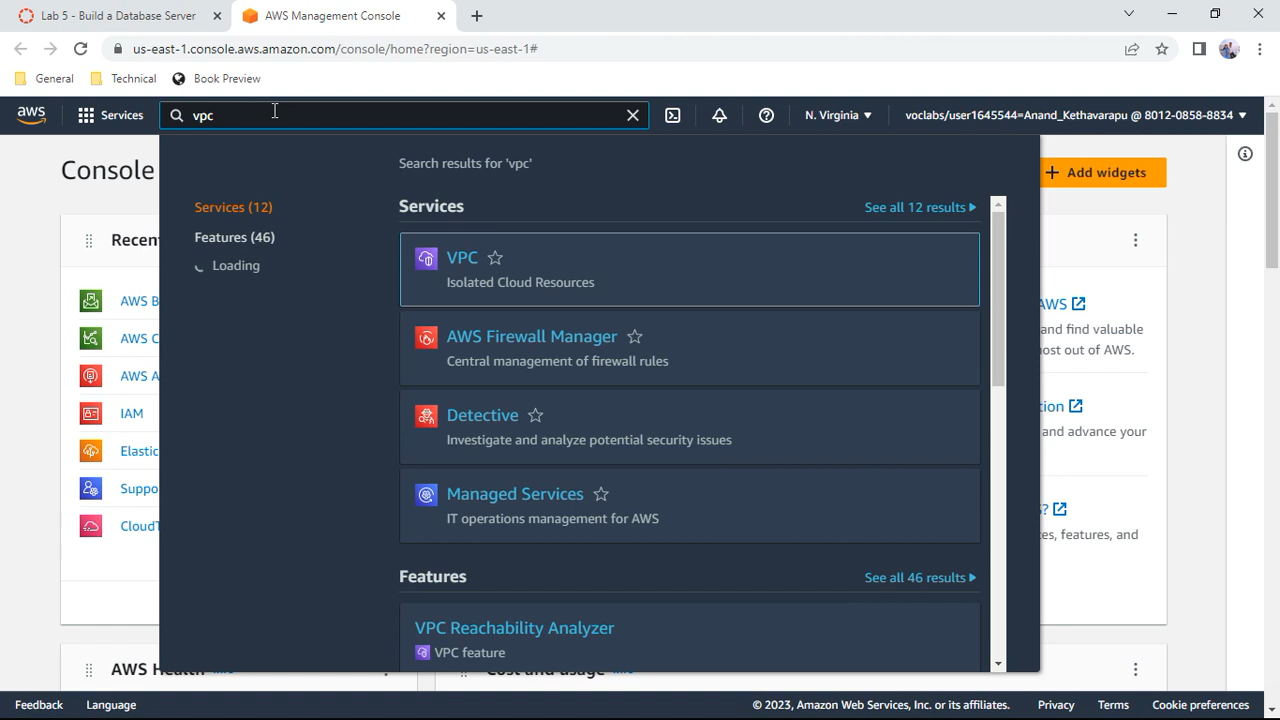 Lab 5 - Build a Database Server
AWS Management Console
us-east-1.console.aws.amazon.com/console/home?region=us-east-1#
General
Technical
Book Preview
aws
Services
vpc
N. Virginia
voclabs/user1645544=Anand_Kethavarapu @ 8012-0858-8834
Console
Add widgets
Search results for 'vpc'
Services (12)
Features (46)
Loading
Services
See all 12 results
VPC
Isolated Cloud Resources
AWS Firewall Manager
Central management of firewall rules
Detective
Investigate and analyze potential security issues
Managed Services
IT operations management for AWS
Features
See all 46 results
VPC Reachability Analyzer
VPC feature
Recen
AWS B
AWS C
AWS A
IAM
Elastic
Suppo
CloudT
AWS
and find valuable
most out of AWS.
tion
and advance your
s?
ces, features, and
AWS Health
Info
Cost and usage
Info
Feedback
Language
© 2023, Amazon Web Services, Inc. or its affiliates.
Privacy
Terms
Cookie preferences